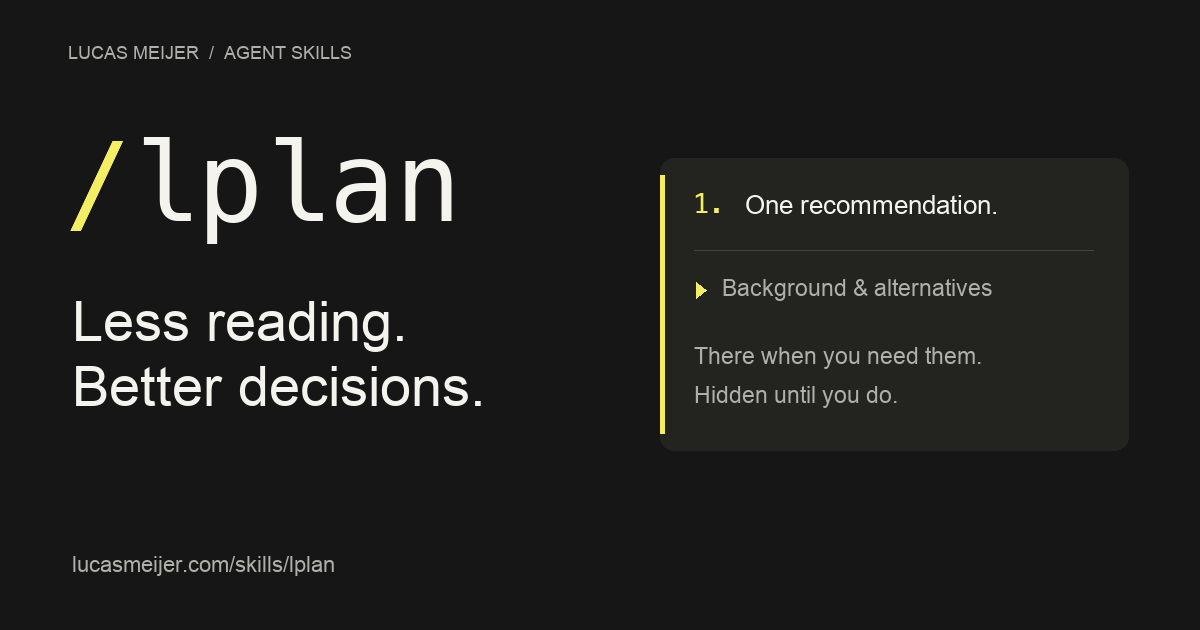 LUCAS MEIJER / AGENT SKILLS
/lplan
Less reading.
Better decisions.
1. One recommendation.
Background & alternatives
There when you need them.
Hidden until you do.
lucasmeijer.com/skills/lplan